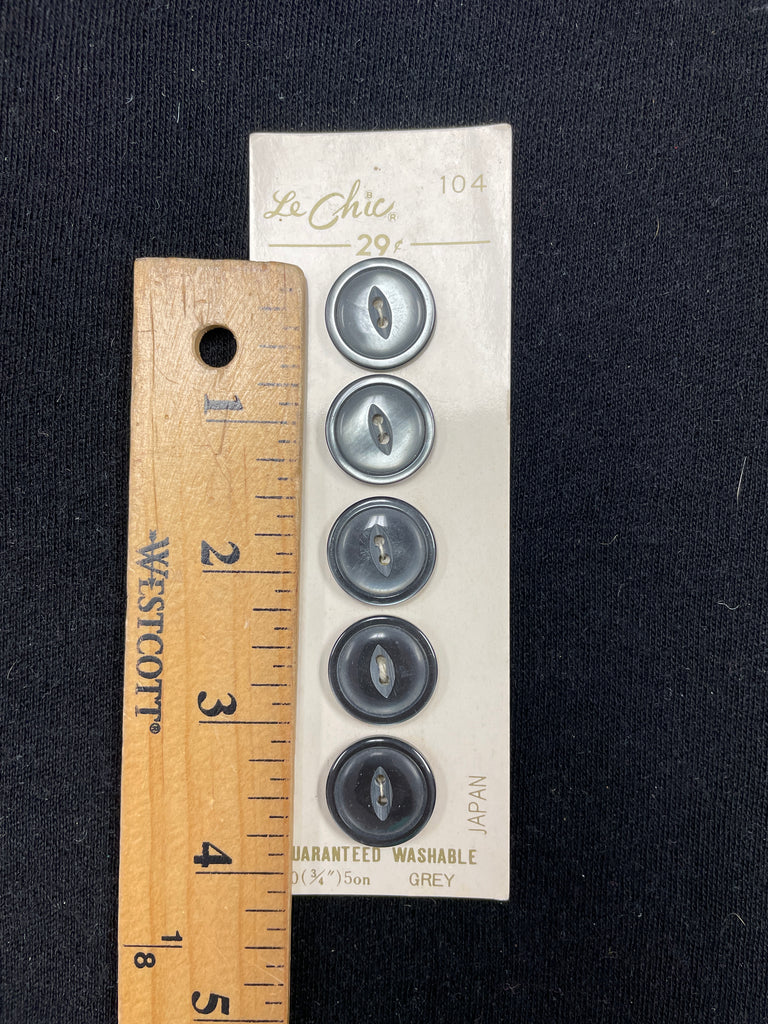 104
Le Chic
B
R
29¢
1
2
WESTCOTT®
3
JAPAN
4
UARANTEED WASHABLE
0(3/4")5on GREY
1
8
5